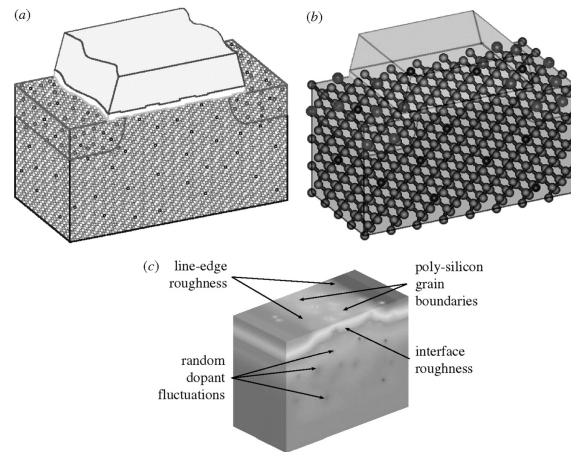 (a)
(b)
(c)
line-edge
roughness
poly-silicon
grain
boundaries
random
dopant
fluctuations
interface
roughness